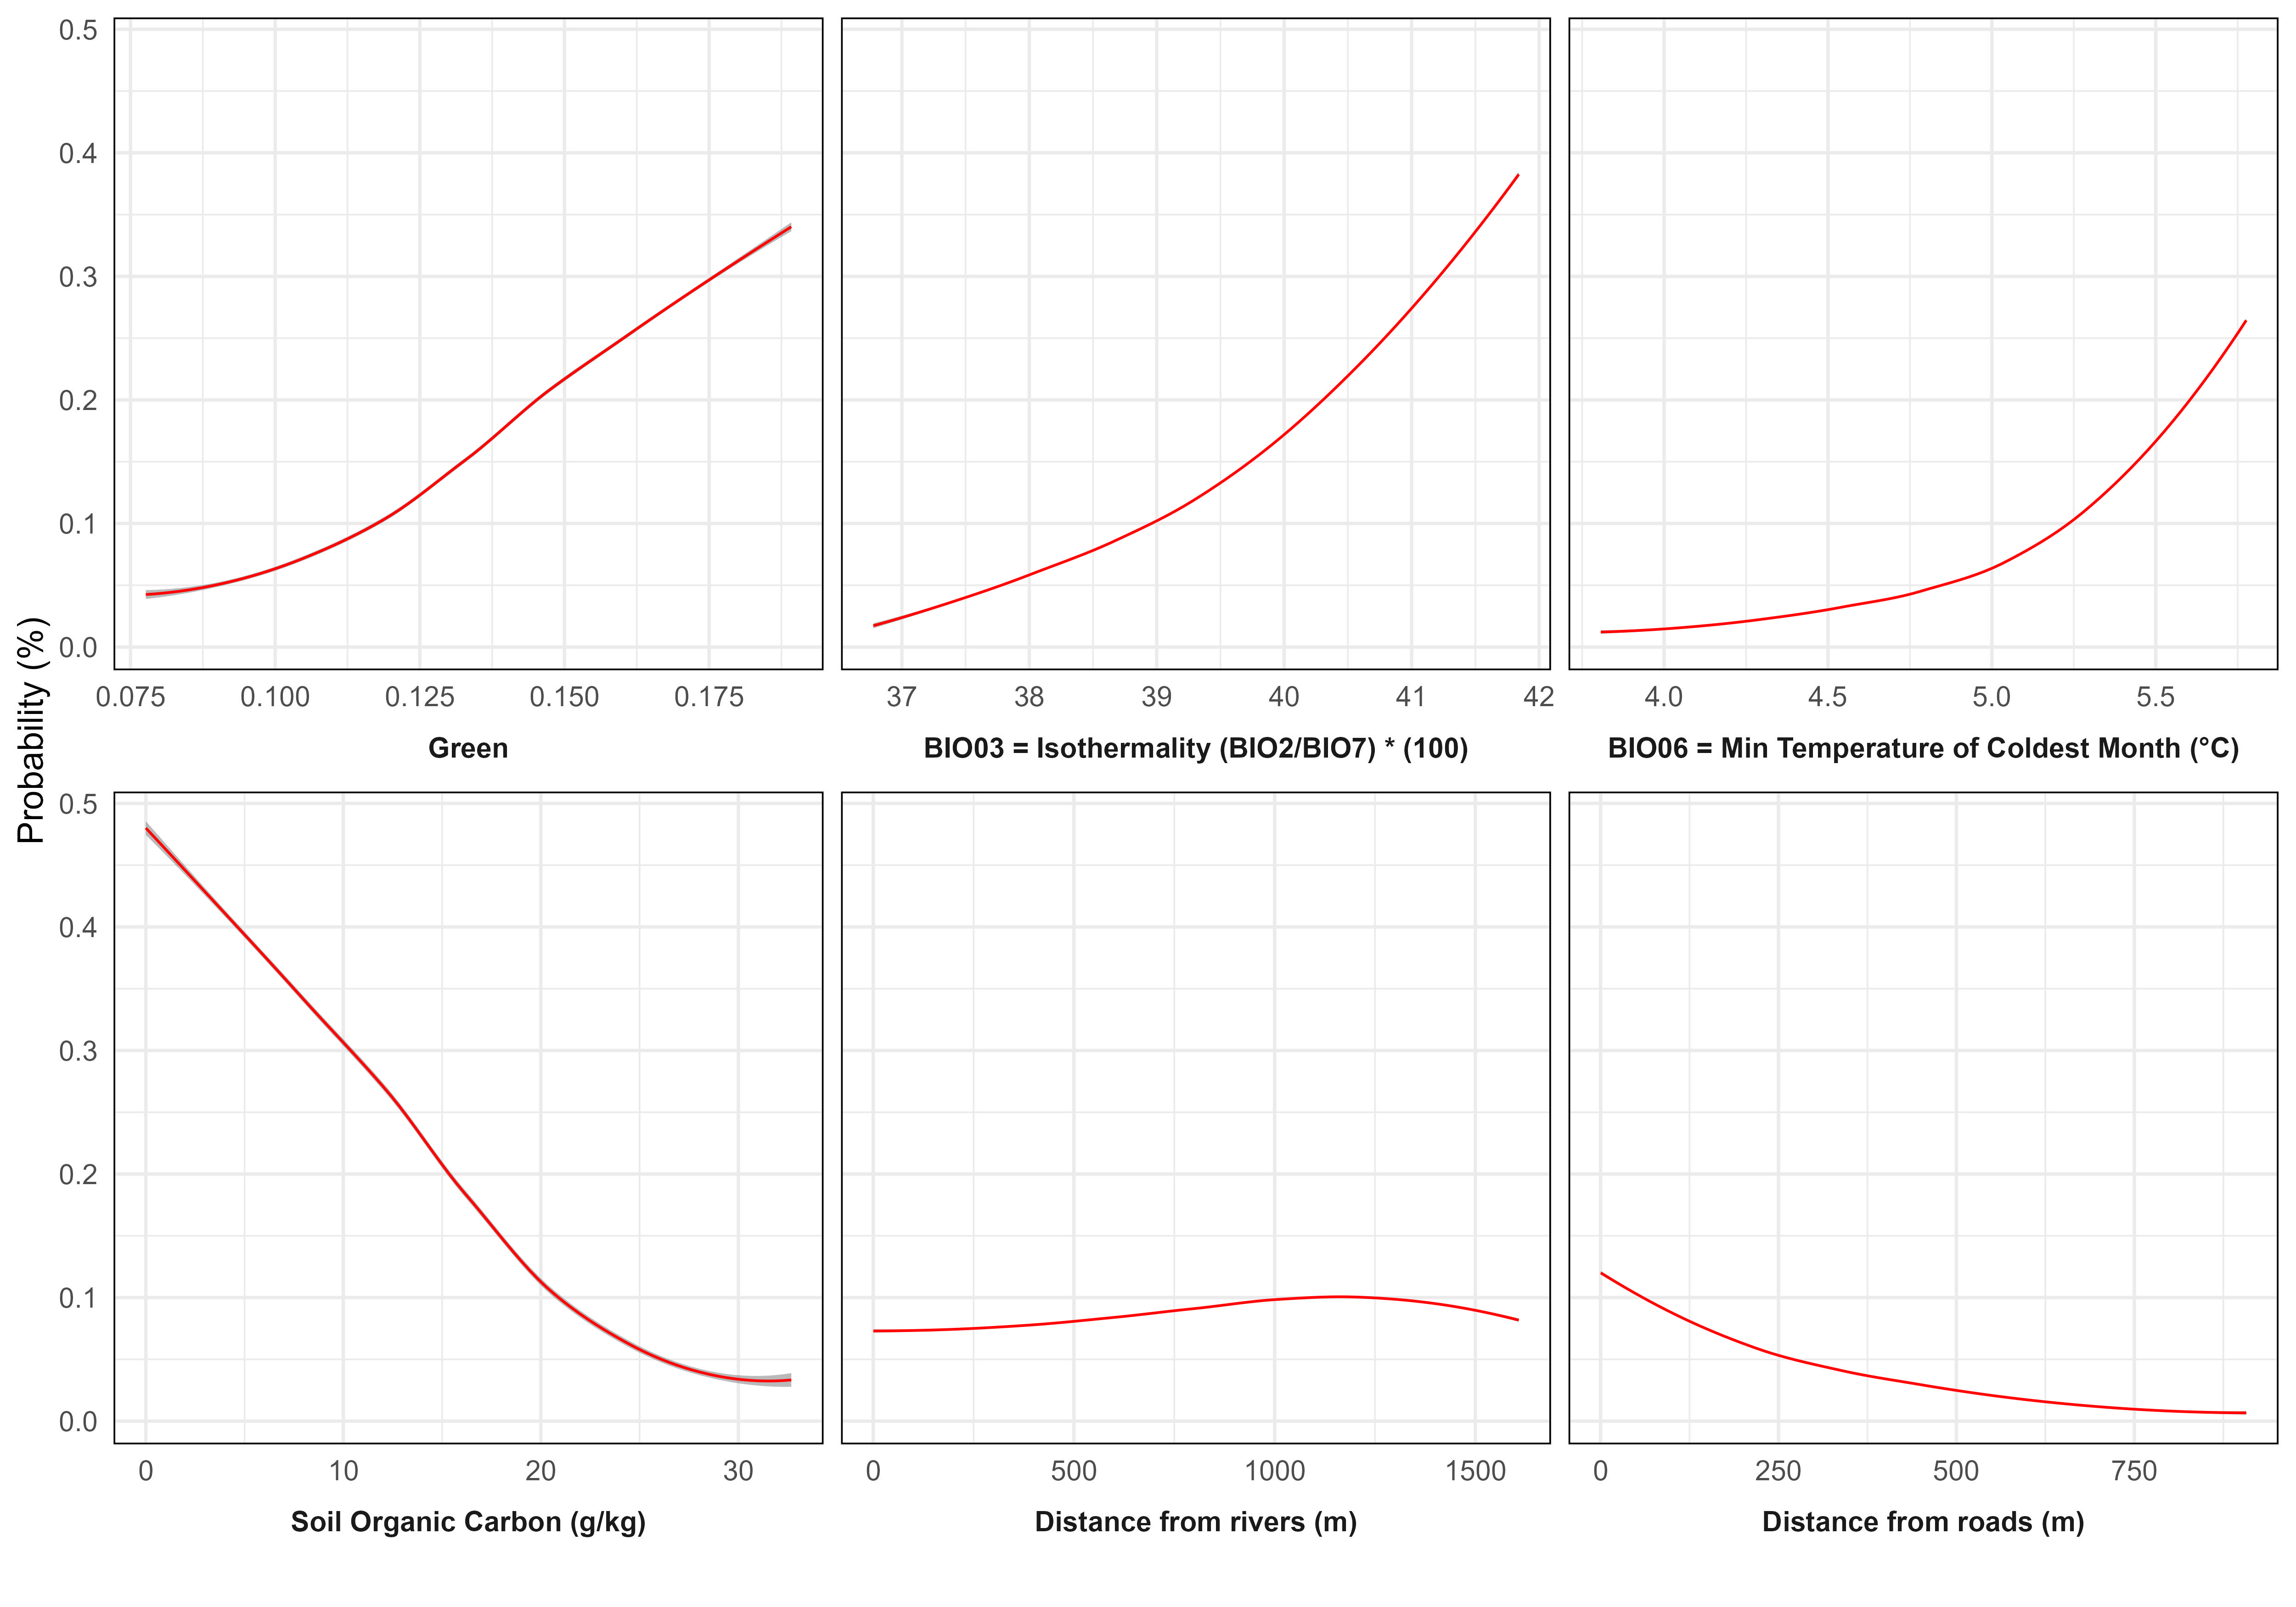 Probability (%)
0.5
0.4
0.3
0.2
0.1
0.0
0.075 0.100 0.125 0.150 0.175
Green
37 38 39 40 41 42
BIO03 = Isothermality (BIO2/BIO7) * (100)
4.0 4.5 5.0 5.5
BIO06 = Min Temperature of Coldest Month (°C)
0.5
0.4
0.3
0.2
0.1
0.0
0 10 20 30
Soil Organic Carbon (g/kg)
0 500 1000 1500
Distance from rivers (m)
0 250 500 750
Distance from roads (m)